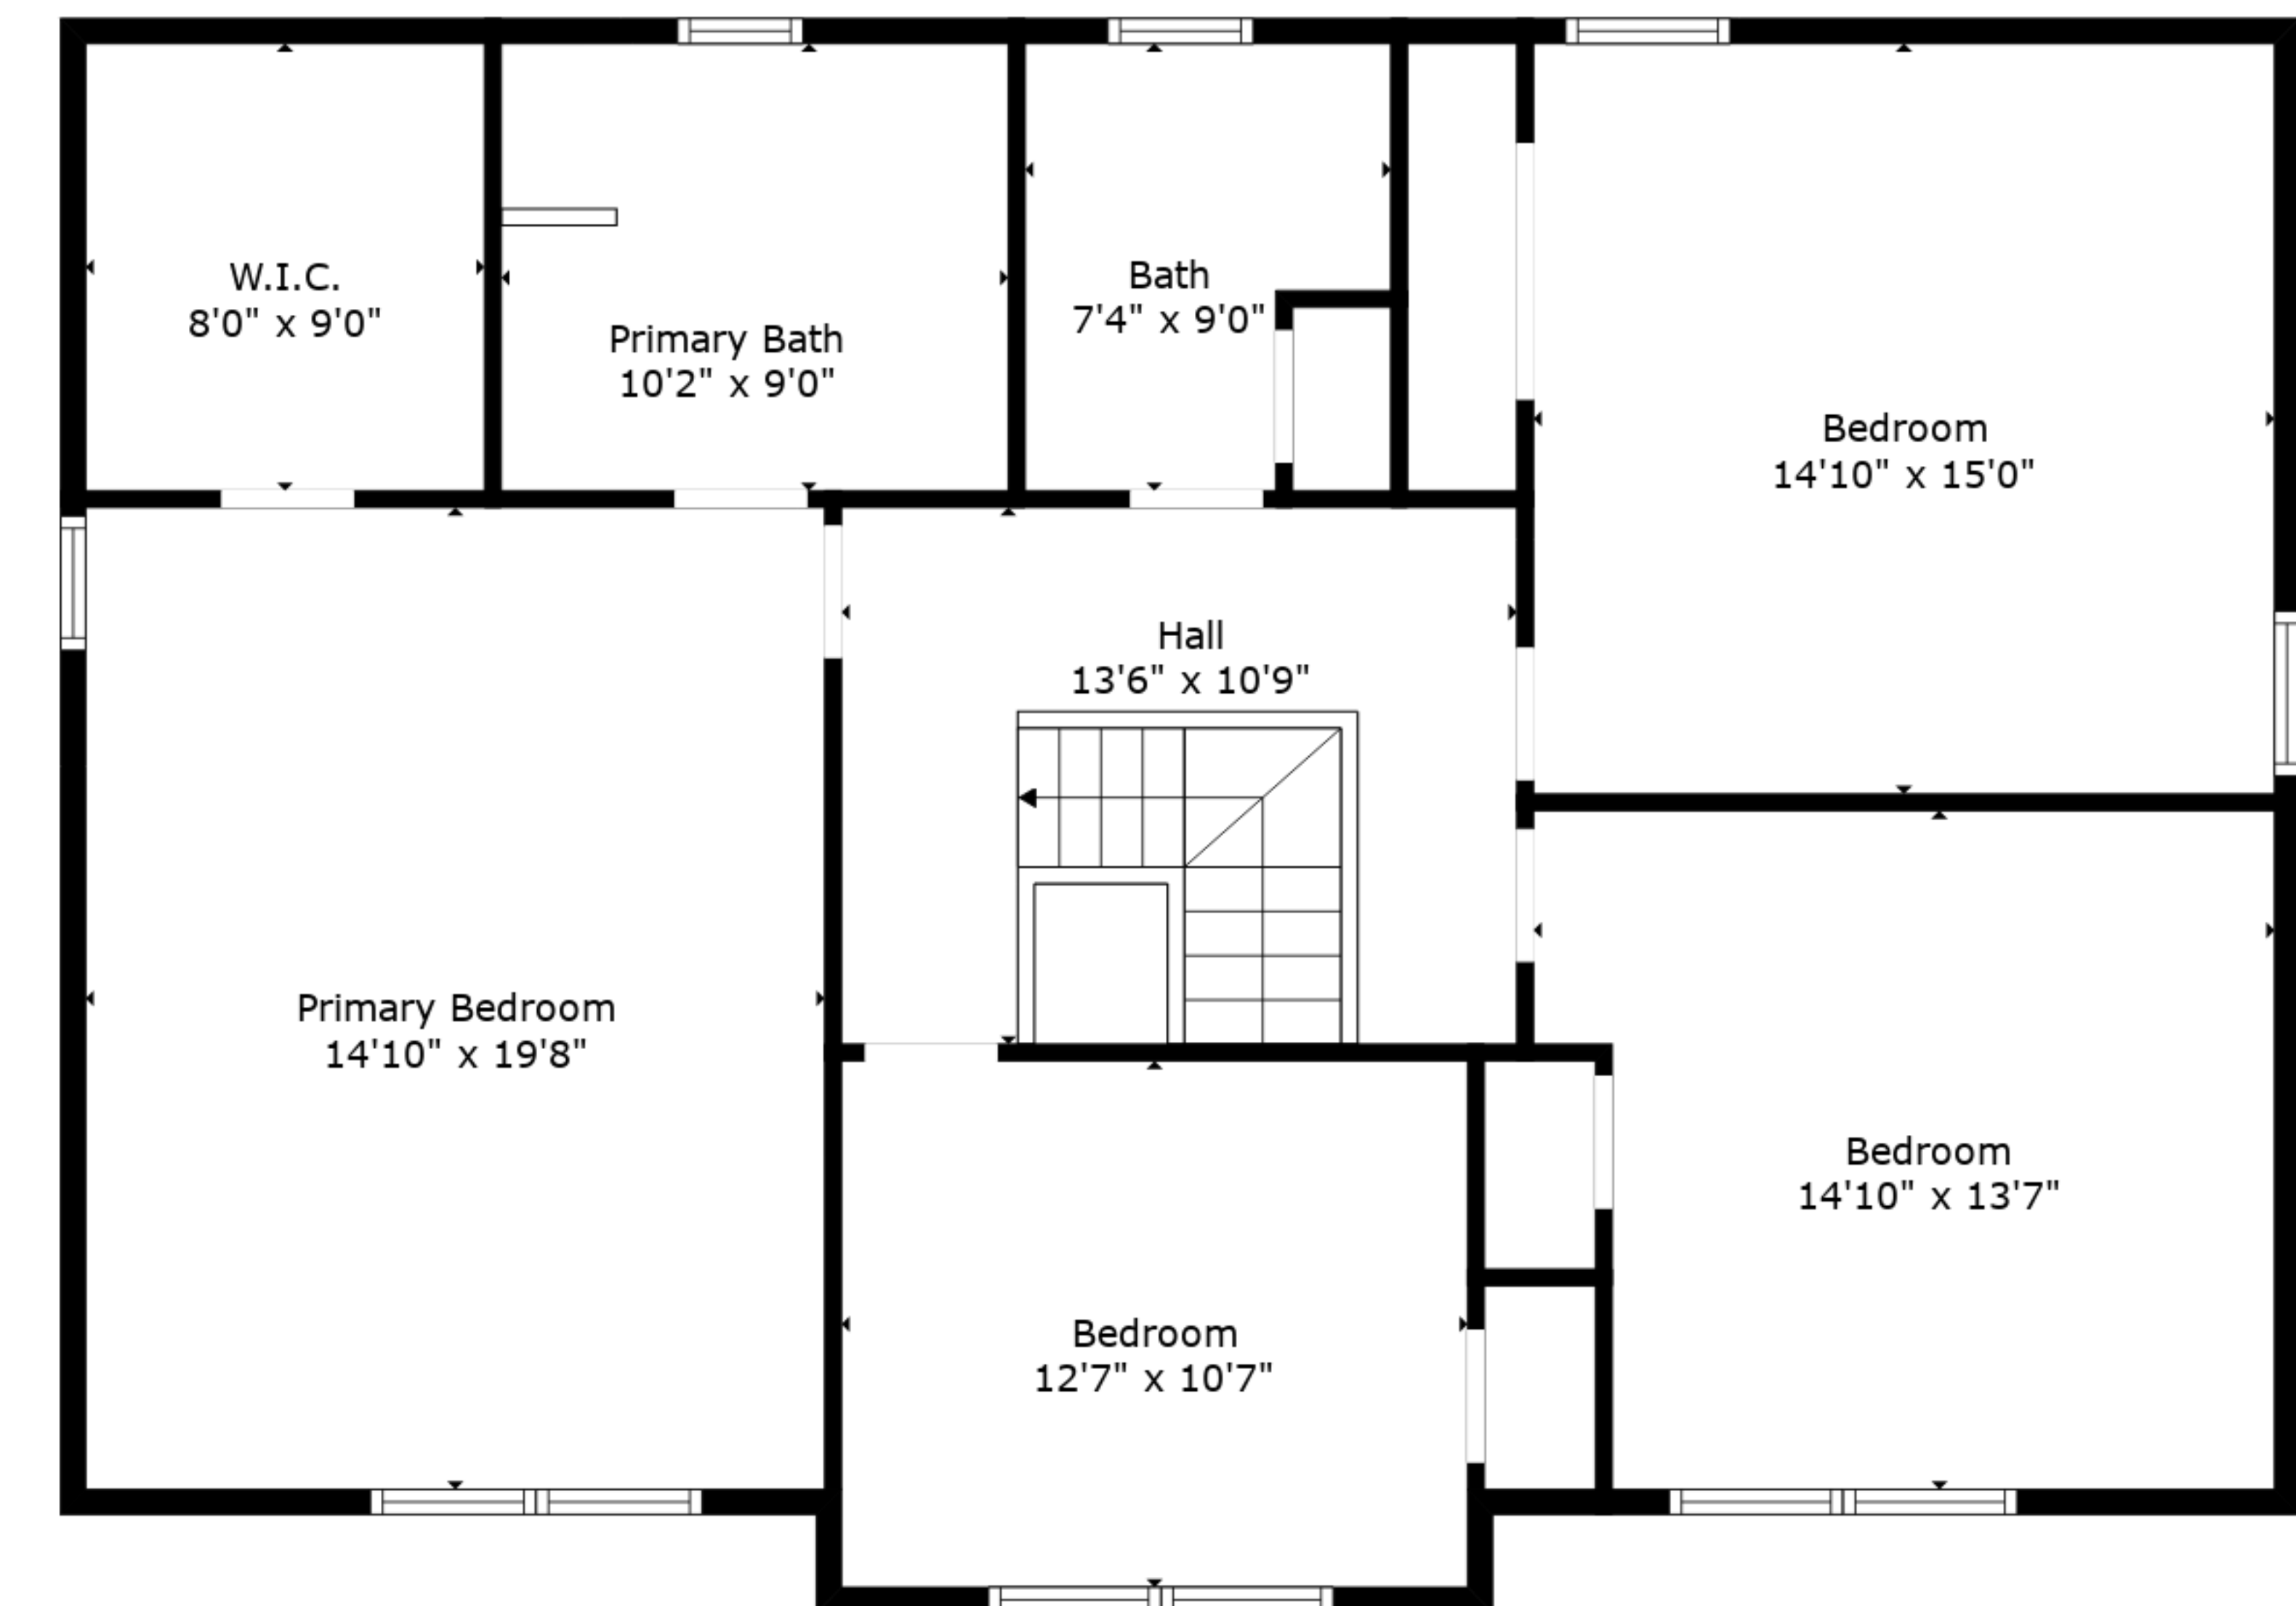 W.I.C.
8'0" x 9'0"
Primary Bath
10'2" x 9'0"
Bath
7'4" x 9'0"
Bedroom
14'10" x 15'0"
Hall
13'6" x 10'9"
Primary Bedroom
14'10" x 19'8"
Bedroom
14'10" x 13'7"
Bedroom
12'7" x 10'7"